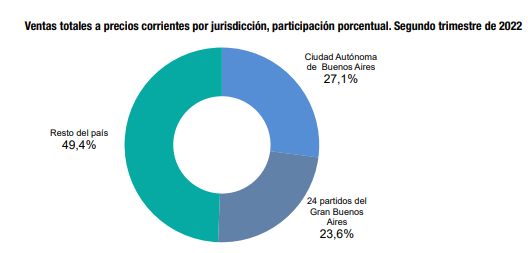 Ventas totales a precios corrientes por jurisdicción, participación porcentual. Segundo trimestre de 2022
Ciudad Autónoma
de Buenos Aires
27,1%
Resto del país
49,4%
24 partidos del
Gran Buenos
Aires
23,6%